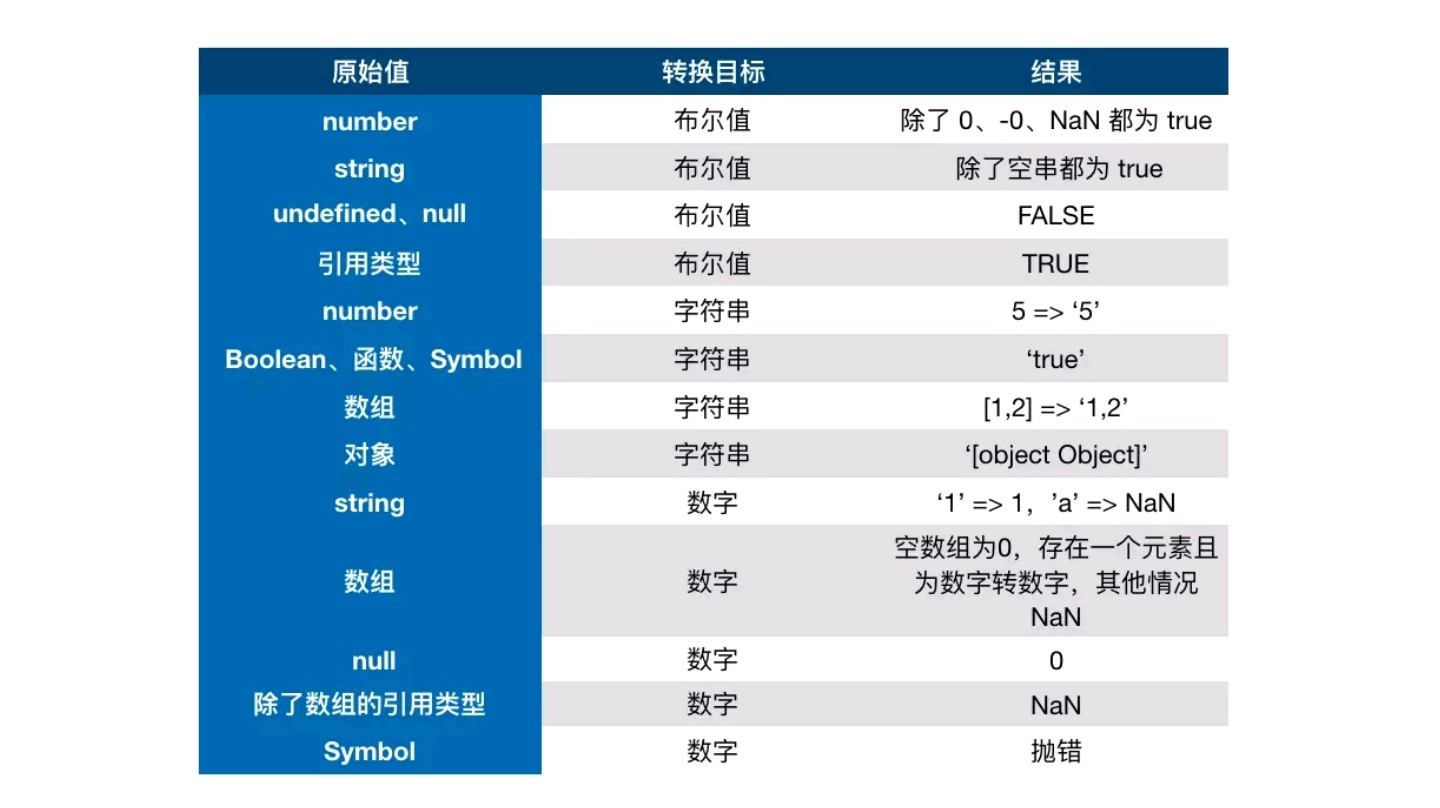 原始值 转换目标 结果
number 布尔值 除了 0、-0、NaN 都为 true
string 布尔值 除了空串都为 true
undefined、null 布尔值 FALSE
引用类型 布尔值 TRUE
number 字符串 5 => ‘5’
Boolean、函数、Symbol 字符串 ‘true’
数组 字符串 [1,2] => ‘1,2’
对象 字符串 ‘[object Object]’
string 数字 ‘1’ => 1，’a’ => NaN
数组 数字 空数组为0，存在一个元素且
为数字转数字，其他情况
NaN
null 数字 0
除了数组的引用类型 数字 NaN
Symbol 数字 抛错